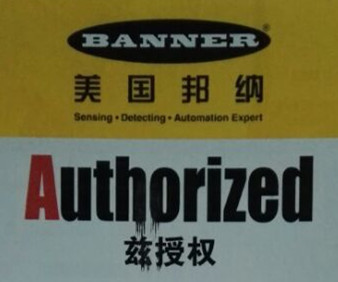 BANNER®
美国邦纳
Sensing • Detecting • Automation Expert
Authorized
兹授权